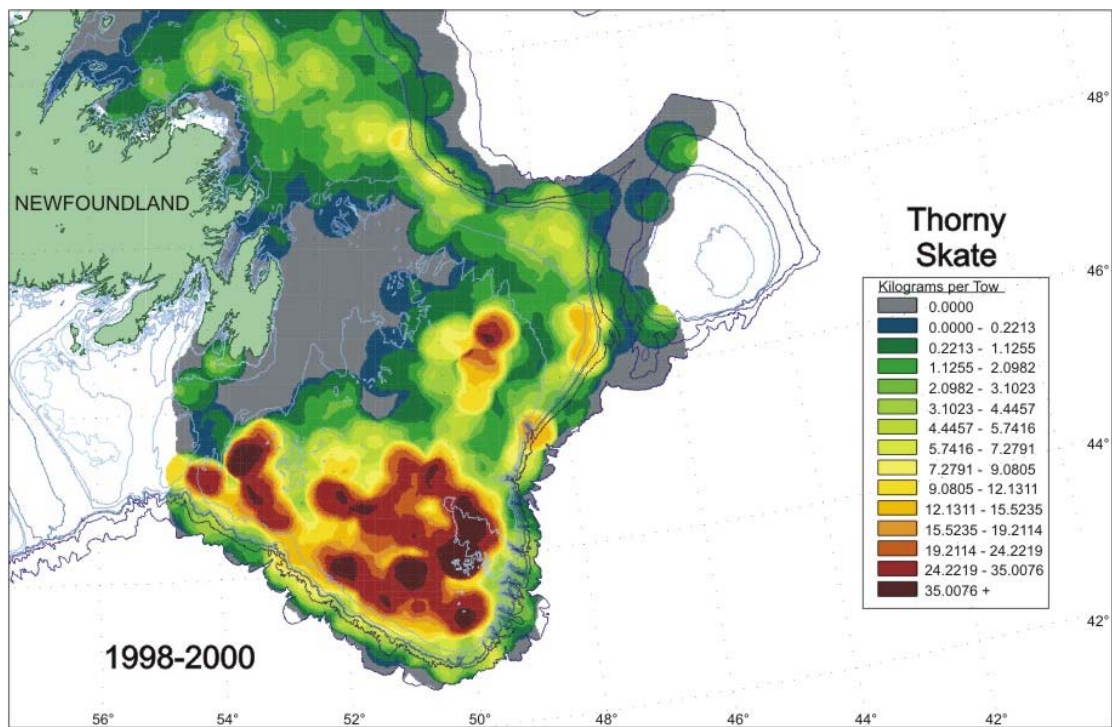 48°
NEWFOUNDLAND
Thorny
Skate
46°
Kilograms per Tow
0.0000
0.0000 - 0.2213
0.2213 - 1.1255
1.1255 - 2.0982
2.0982 - 3.1023
3.1023 - 4.4457
4.4457 - 5.7416
5.7416 - 7.2791
7.2791 - 9.0805
9.0805 - 12.1311
12.1311 - 15.5235
15.5235 - 19.2114
19.2114 - 24.2219
24.2219 - 35.0076
35.0076 +
44°
42°
1998-2000
56° 54° 52° 50° 48° 46° 44° 42°